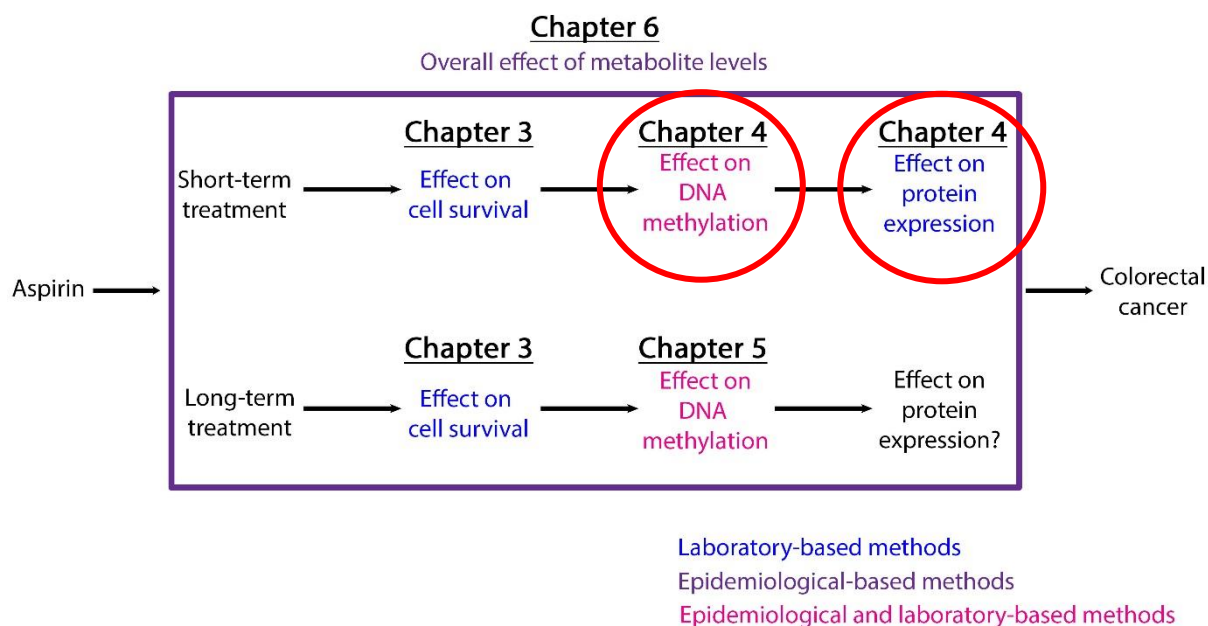 Chapter 6
Overall effect of metabolite levels
Chapter 3
Chapter 4
Chapter 4
Short-term
treatment
Effect on
cell survival
Effect on
DNA
methylation
Effect on
protein
expression
Aspirin
Colorectal
cancer
Chapter 3
Chapter 5
Long-term
treatment
Effect on
cell survival
Effect on
DNA
methylation
Effect on
protein
expression?
Laboratory-based methods
Epidemiological-based methods
Epidemiological and laboratory-based methods